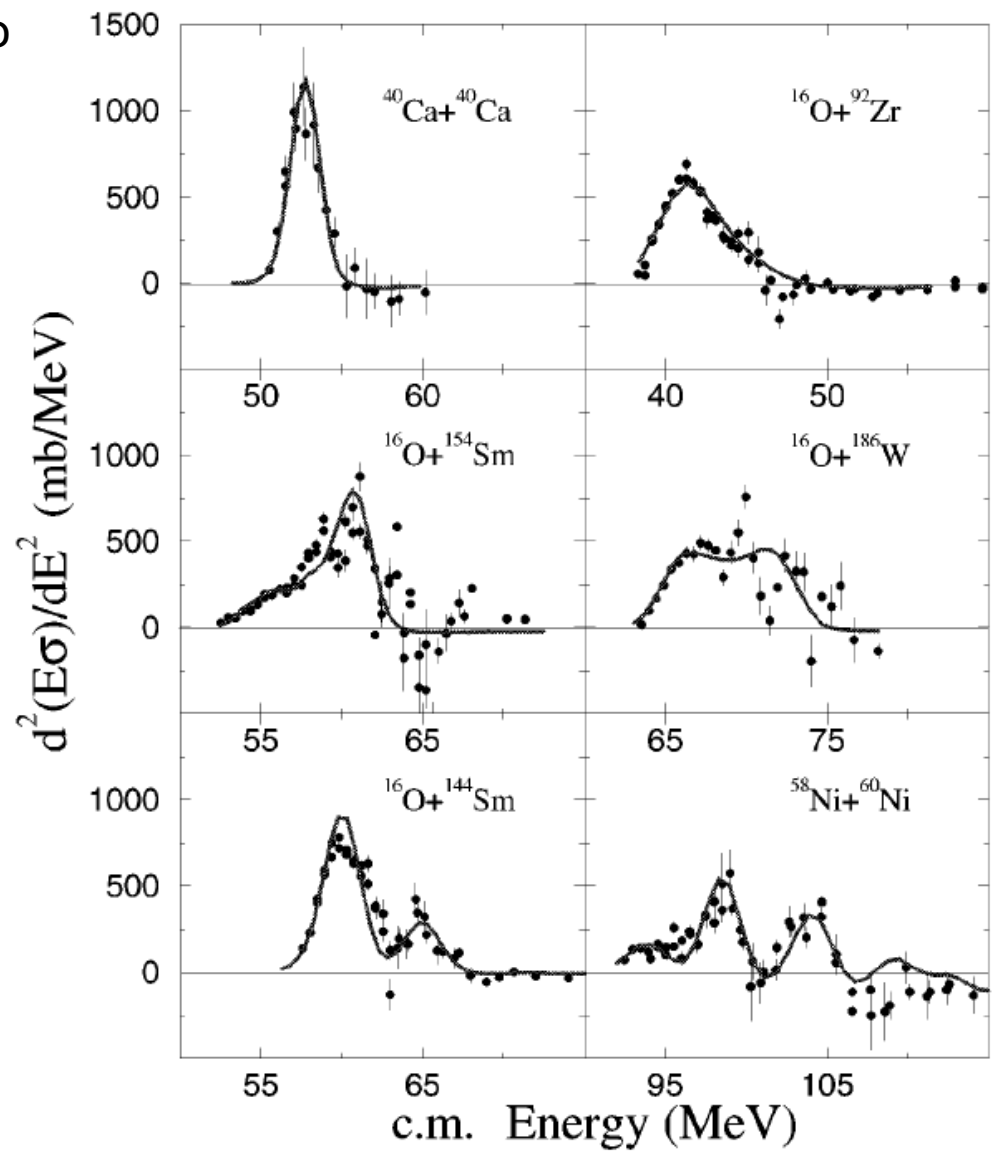 b
1500
1000
500
0
⁴⁰Ca+⁴⁰Ca
¹⁶O+⁹²Zr
50 60 40 50
1000
500
0
¹⁶O+¹⁵⁴Sm
¹⁶O+¹⁸⁶W
55 65 65 75
1000
500
0
¹⁶O+¹⁴⁴Sm
⁵⁸Ni+⁶⁰Ni
55 65 95 105
d²(Eσ)/dE² (mb/MeV)
c.m. Energy (MeV)